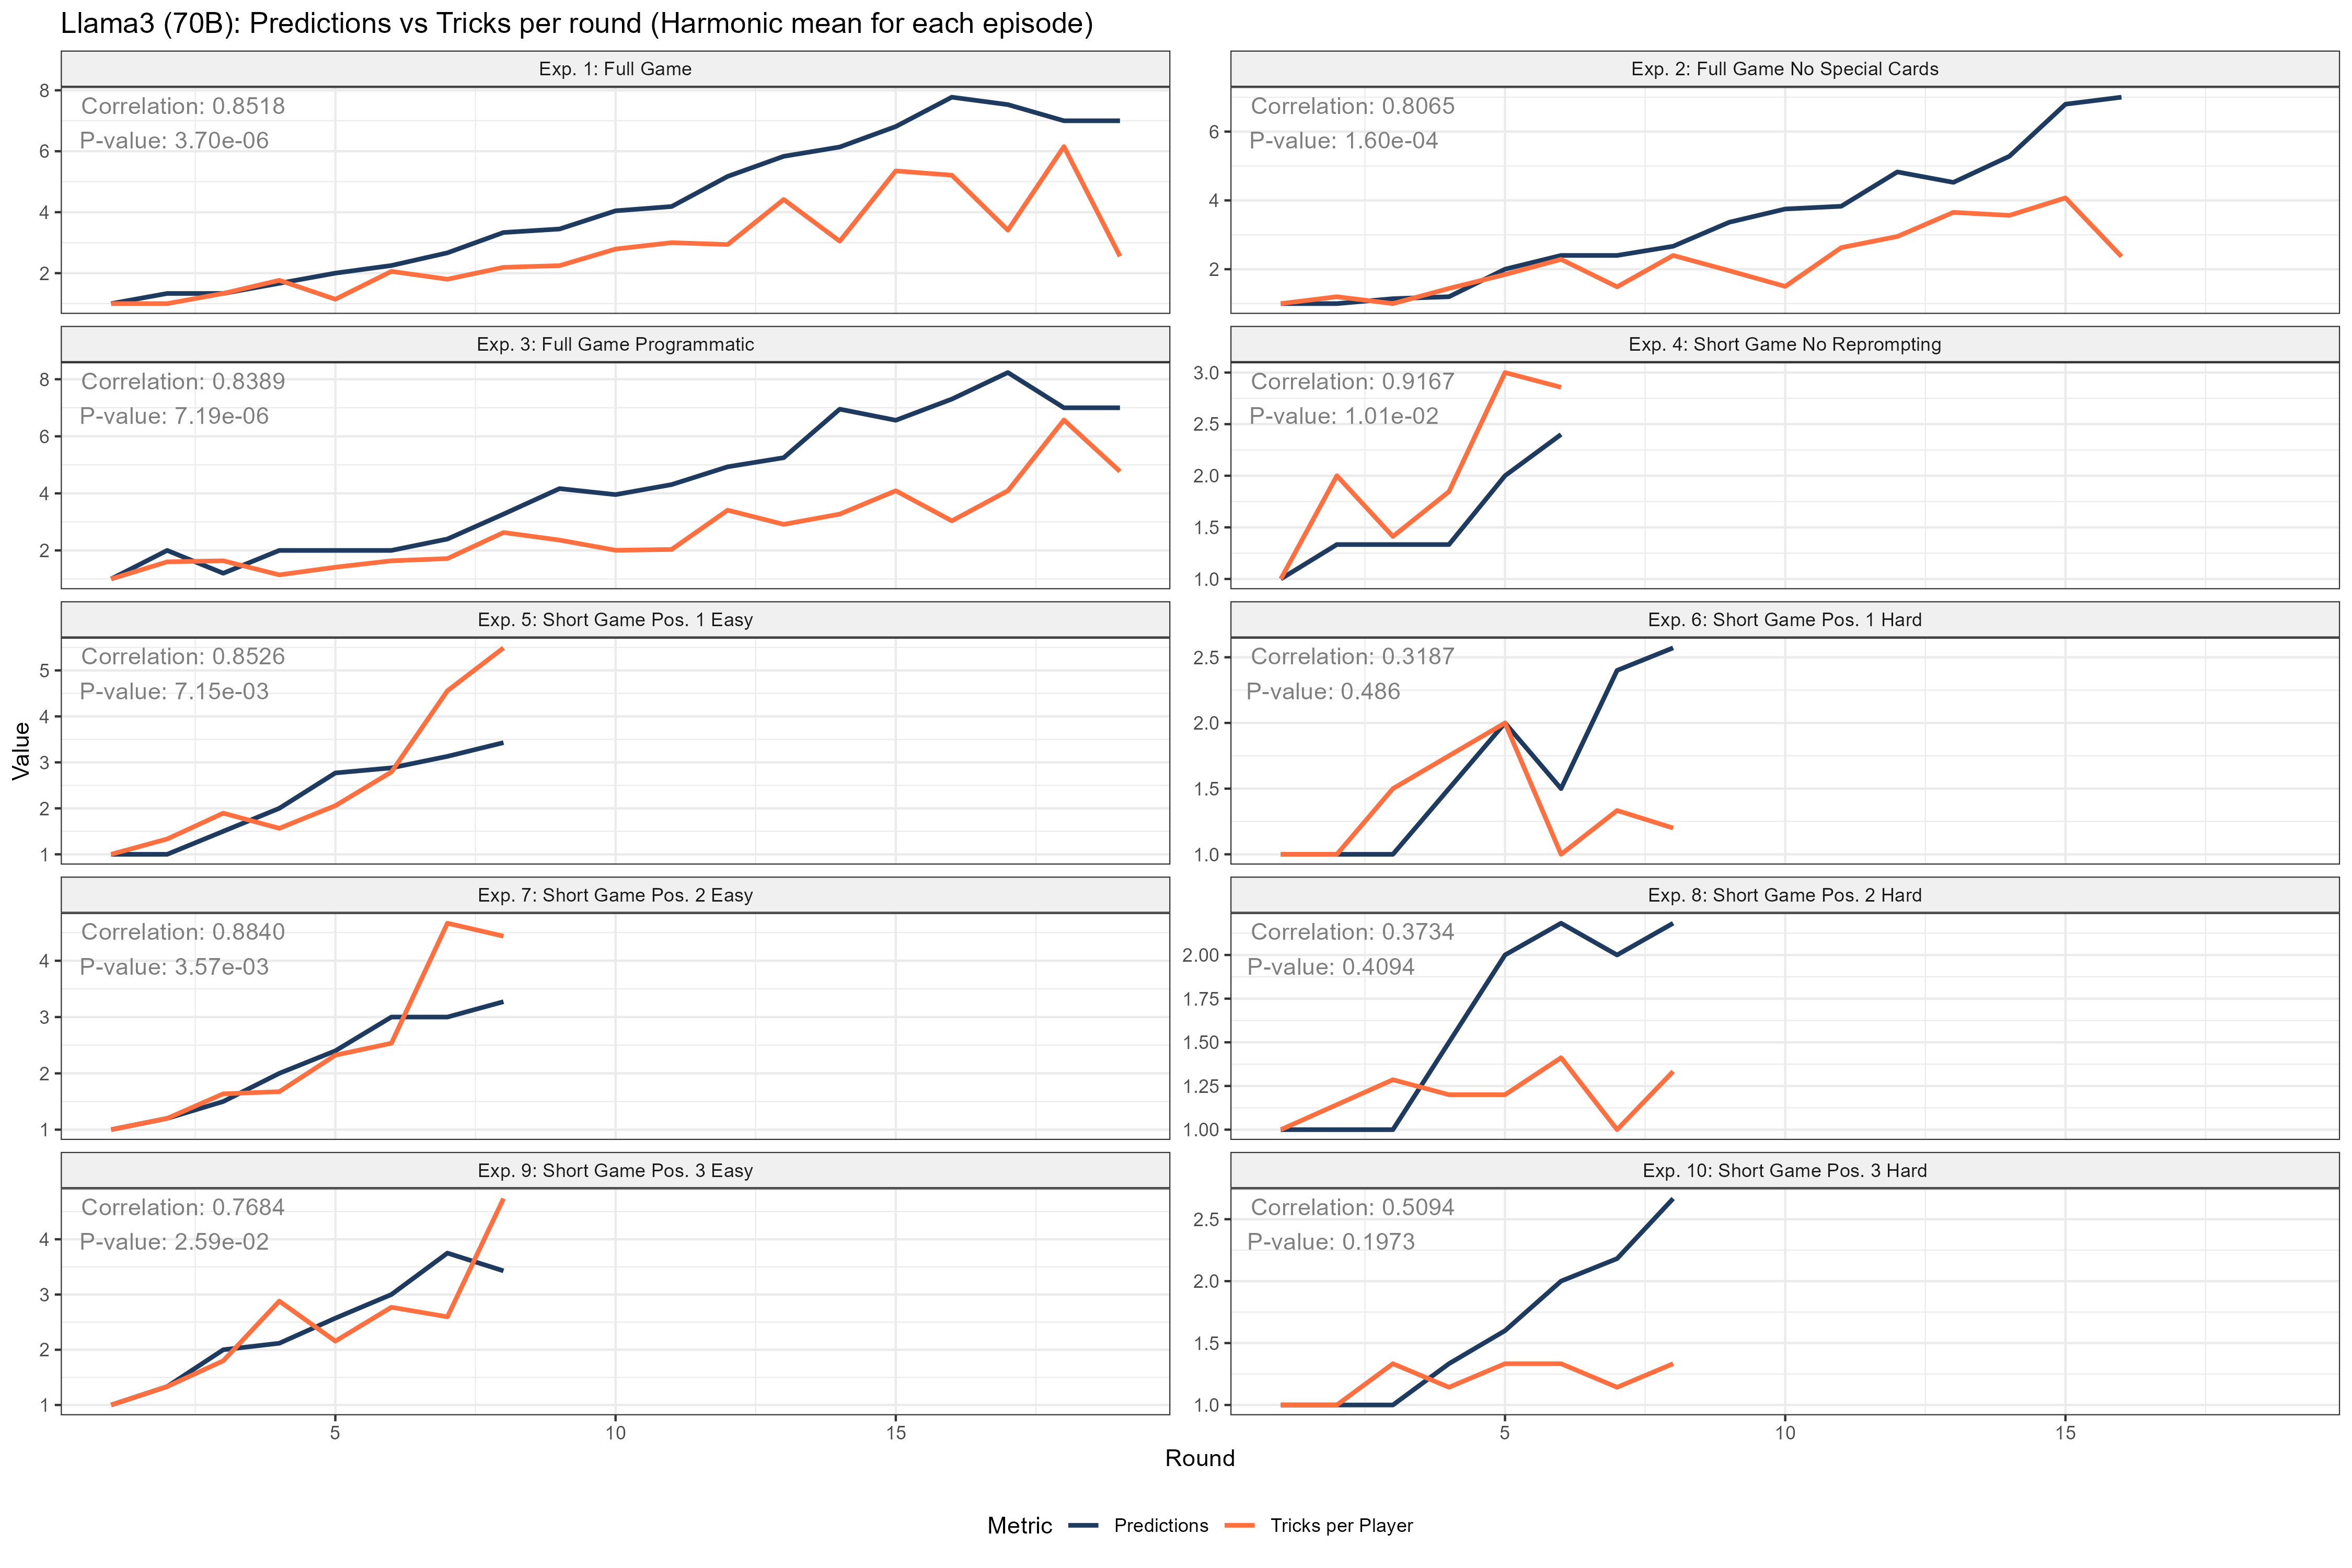 Llama3 (70B): Predictions vs Tricks per round (Harmonic mean for each episode)
Exp. 1: Full Game
Correlation: 0.8518
P-value: 3.70e-06
8
6
4
2
Exp. 2: Full Game No Special Cards
Correlation: 0.8065
P-value: 1.60e-04
6
4
2
Exp. 3: Full Game Programmatic
Correlation: 0.8389
P-value: 7.19e-06
8
6
4
2
Exp. 4: Short Game No Reprompting
Correlation: 0.9167
P-value: 1.01e-02
3.0
2.5
2.0
1.5
1.0
Exp. 5: Short Game Pos. 1 Easy
Correlation: 0.8526
P-value: 7.15e-03
5
4
3
2
1
Exp. 6: Short Game Pos. 1 Hard
Correlation: 0.3187
P-value: 0.486
2.5
2.0
1.5
1.0
Exp. 7: Short Game Pos. 2 Easy
Correlation: 0.8840
P-value: 3.57e-03
4
3
2
1
Exp. 8: Short Game Pos. 2 Hard
Correlation: 0.3734
P-value: 0.4094
2.00
1.75
1.50
1.25
1.00
Exp. 9: Short Game Pos. 3 Easy
Correlation: 0.7684
P-value: 2.59e-02
4
3
2
1
Exp. 10: Short Game Pos. 3 Hard
Correlation: 0.5094
P-value: 0.1973
2.5
2.0
1.5
1.0
5
10
15
5
10
15
Value
Round
Metric
Predictions
Tricks per Player